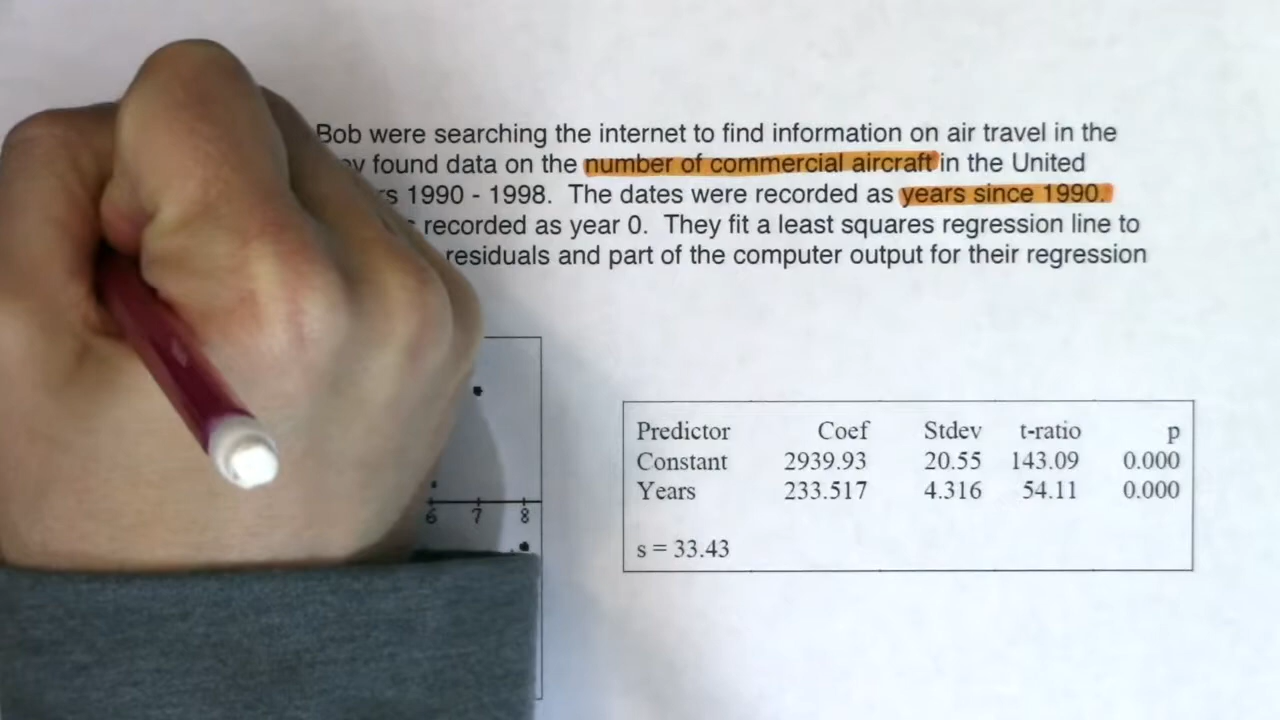 Bob were searching the internet to find information on air travel in the
found data on the number of commercial aircraft in the United
1990 - 1998. The dates were recorded as years since 1990.
recorded as year 0. They fit a least squares regression line to
residuals and part of the computer output for their regression
6 7 8
Predictor Coef Stdev t-ratio p
Constant 2939.93 20.55 143.09 0.000
Years 233.517 4.316 54.11 0.000
s = 33.43